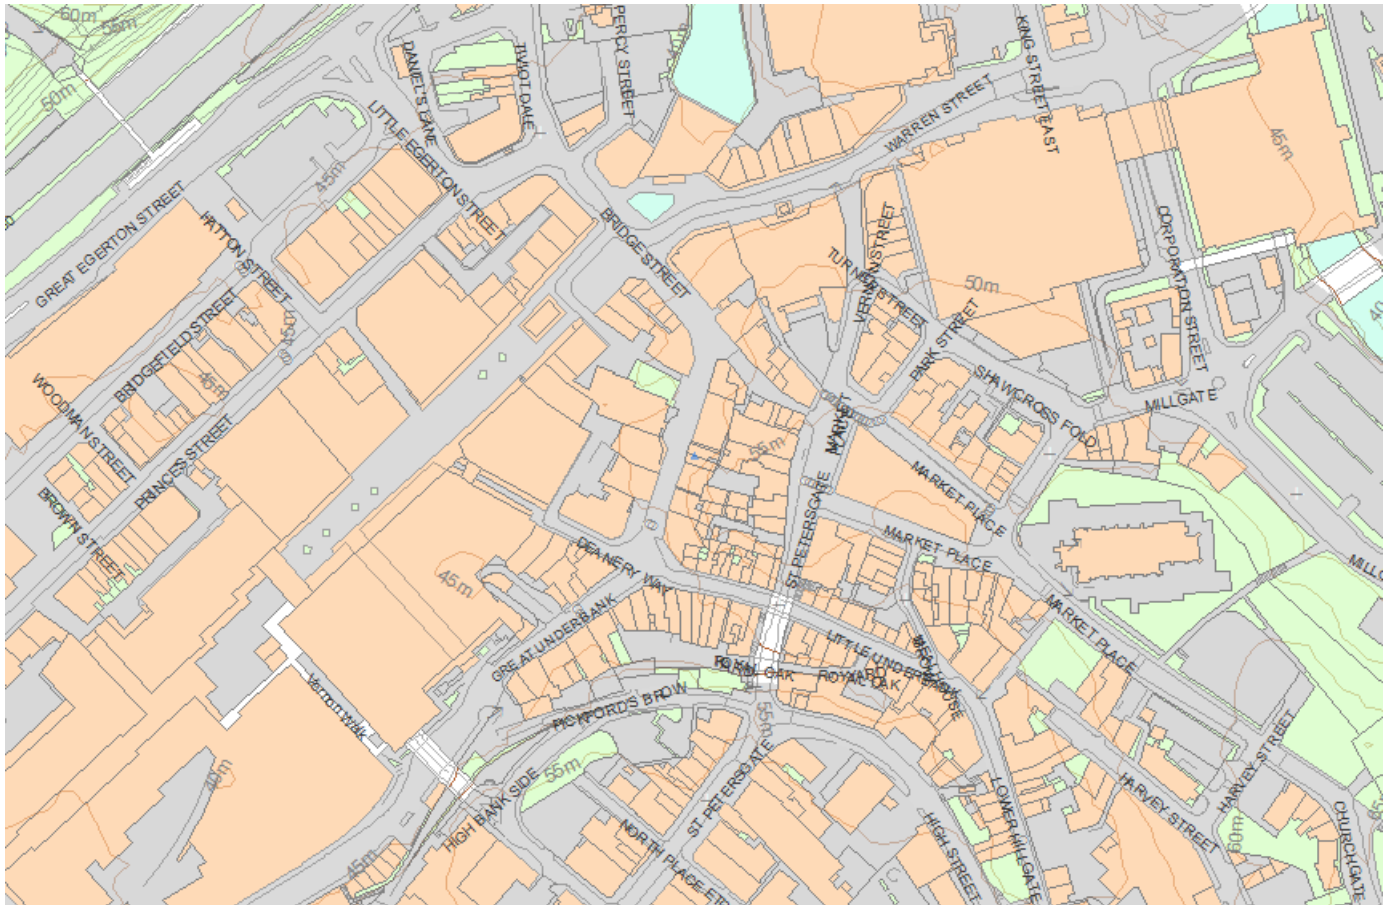 60m
55m
50m
DANIEL'S LANE
TIVIOT DALE
PERCY STREET
KING STREET EAST
WARREN STREET
45m
LITTLE EGERTON STREET
45m
GREAT EGERTON STREET
HATTON STREET
BRIDGE STREET
VERNON STREET
TURNER STREET
CORPORATION STREET
50m
40
BRIDGEFIELD STREET
45m
45m
PARK STREET
SHAWCROSS FOLD
MILLGATE
WOODMAN STREET
PRINCES STREET
BROWN STREET
MARKET PLACE
55m
ST PETERSGATE
MARKET PLACE
MARKET PLACE
DEANERY WAY
45m
GREAT UNDERBANK
LITTLE UNDERBANK
MARKET PLACE
ROYAL OAK YARD
PICKFORD'S BROW
Vernon Walk
55m
55m
40m
HIGH BANK SIDE
ST PETERSGATE
NORTH PLACE
HIGH STREET
LOWER HILLGATE
HARVEY STREET
HARVEY STREET
CHURCHGATE
60m
45m